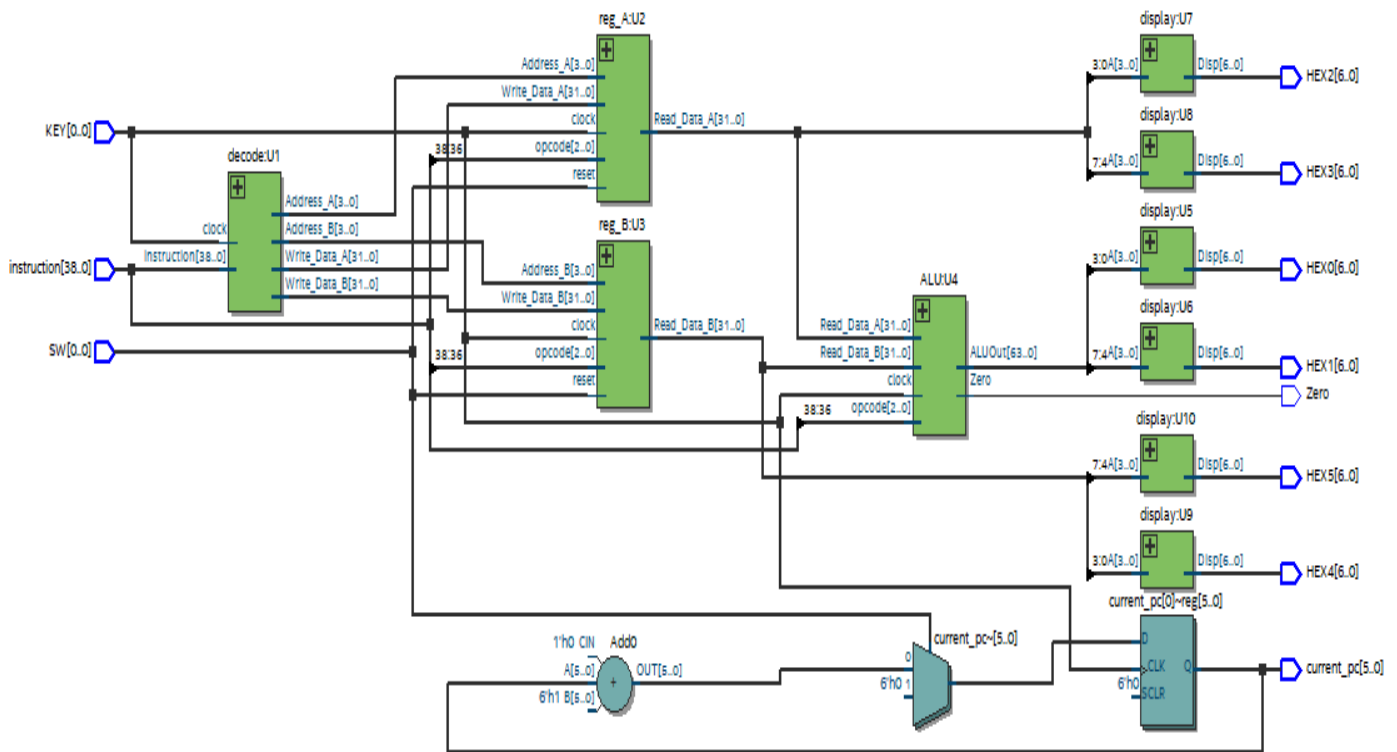 reg_A:U2
display:U7
Address_A[3..0]
Write_Data_A[31..0]
clock
38:36
opcode[2..0]
reset
Read_Data_A[31..0]
3:0
A[3..0]
Disp[6..0]
HEX2[6..0]
display:U8
7:4
A[3..0]
Disp[6..0]
HEX3[6..0]
KEY[0..0]
decode:U1
clock
Instruction[38..0]
Address_A[3..0]
Address_B[3..0]
Write_Data_A[31..0]
Write_Data_B[31..0]
instruction[38..0]
SW[0..0]
reg_B:U3
Address_B[3..0]
Write_Data_B[31..0]
clock
38:36
opcode[2..0]
reset
Read_Data_B[31..0]
display:U5
3:0
A[3..0]
Disp[6..0]
HEX0[6..0]
ALU:U4
Read_Data_A[31..0]
Read_Data_B[31..0]
clock
38:36
opcode[2..0]
ALUOut[63..0]
Zero
display:U6
7:4
A[3..0]
Disp[6..0]
HEX1[6..0]
Zero
display:U10
7:4
A[3..0]
Disp[6..0]
HEX5[6..0]
display:U9
3:0
A[3..0]
Disp[6..0]
HEX4[6..0]
1'h0 CIN
Add0
A[5..0]
6'h1 B[5..0]
OUT[5..0]
+
current_pc~[5..0]
0
6'h0 1
current_pc[0]~reg[5..0]
D
CLK
6'h0
SCLR
Q
current_pc[5..0]